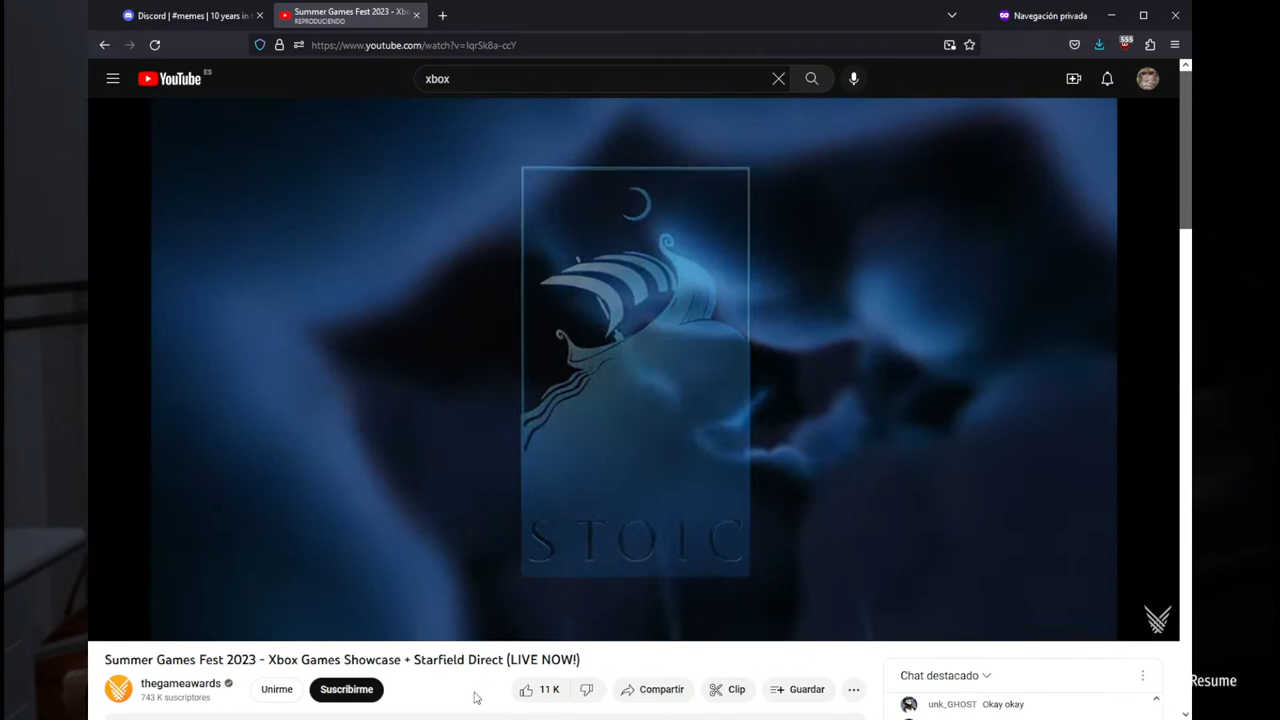 Discord | #memes | 10 years in
Summer Games Fest 2023 - Xbo
REPRODUCIENDO
Navegación privada
https://www.youtube.com/watch?v=IqrSkBa-ccY
555
YouTube ES
xbox
STOIC
Summer Games Fest 2023 - Xbox Games Showcase + Starfield Direct (LIVE NOW!)
thegameawards
743 K suscriptores
Unirme
Suscribirme
11 K
Compartir
Clip
Guardar
Chat destacado
unk_GHOST Okay okay
Resume